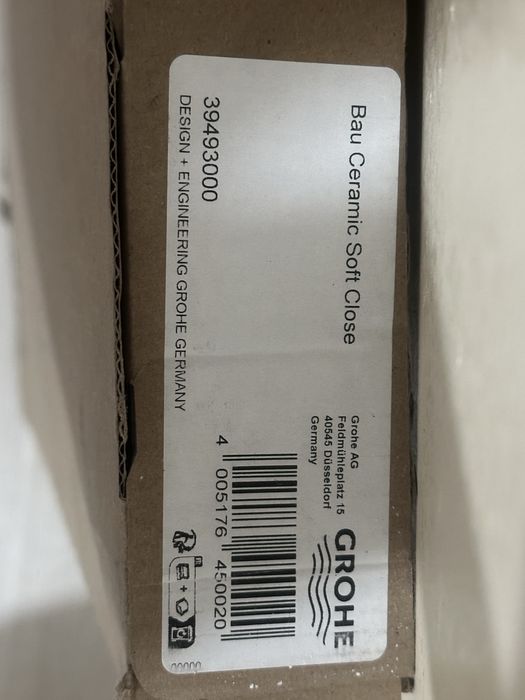 Bau Ceramic Soft Close
Grohe AG
Feldmühleplatz 15
40545 Düsseldorf
Germany
GROHE
39493000
DESIGN + ENGINEERING GROHE GERMANY
4 005176 450020